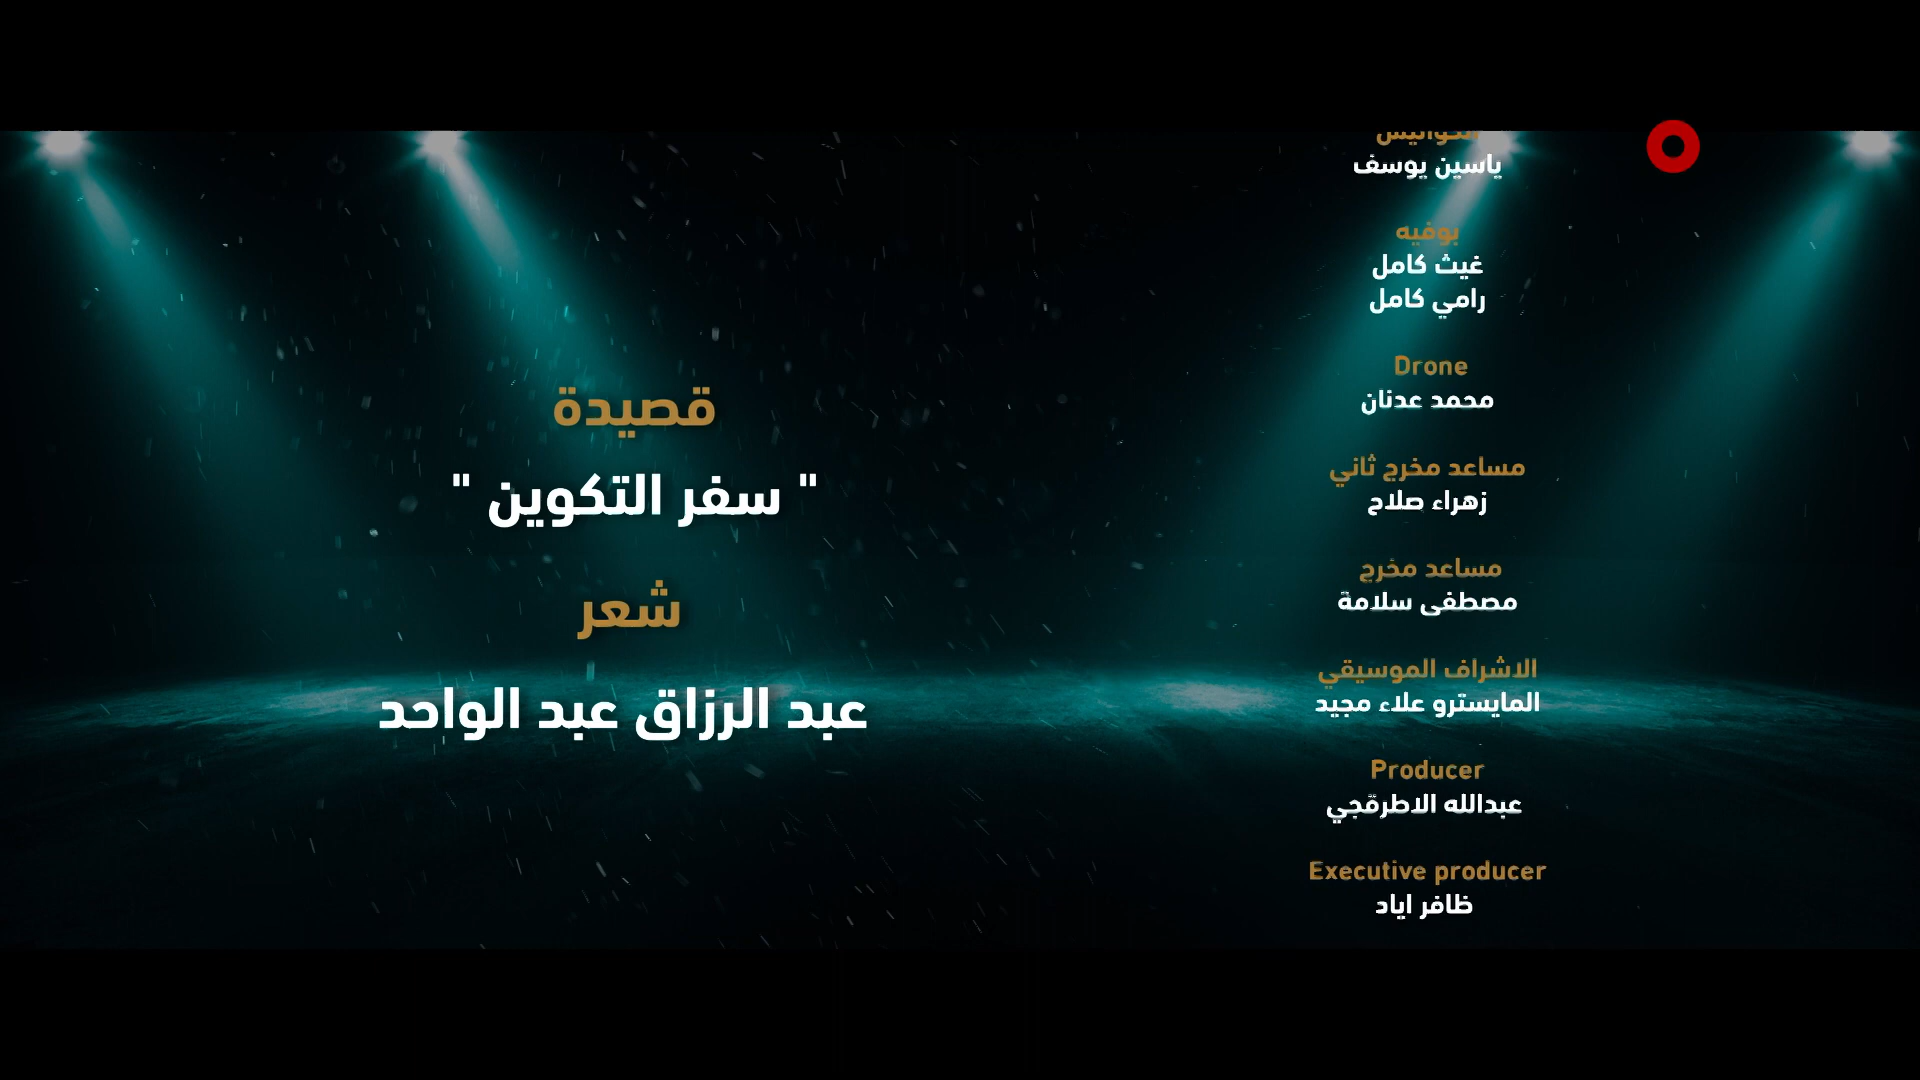 قصيدة
" سفر التكوين "
شعر
عبد الرزاق عبد الواحد
ياسين يوسف
بوفيه
غيث كامل
رامي كامل
Drone
محمد عدنان
مساعد مخرج ثاني
زهراء صلاح
مساعد مخرج
مصطفى سلامة
الاشراف الموسيقي
المايسترو علاء مجيد
Producer
عبدالله الاطرقجي
Executive producer
ظافر اياد